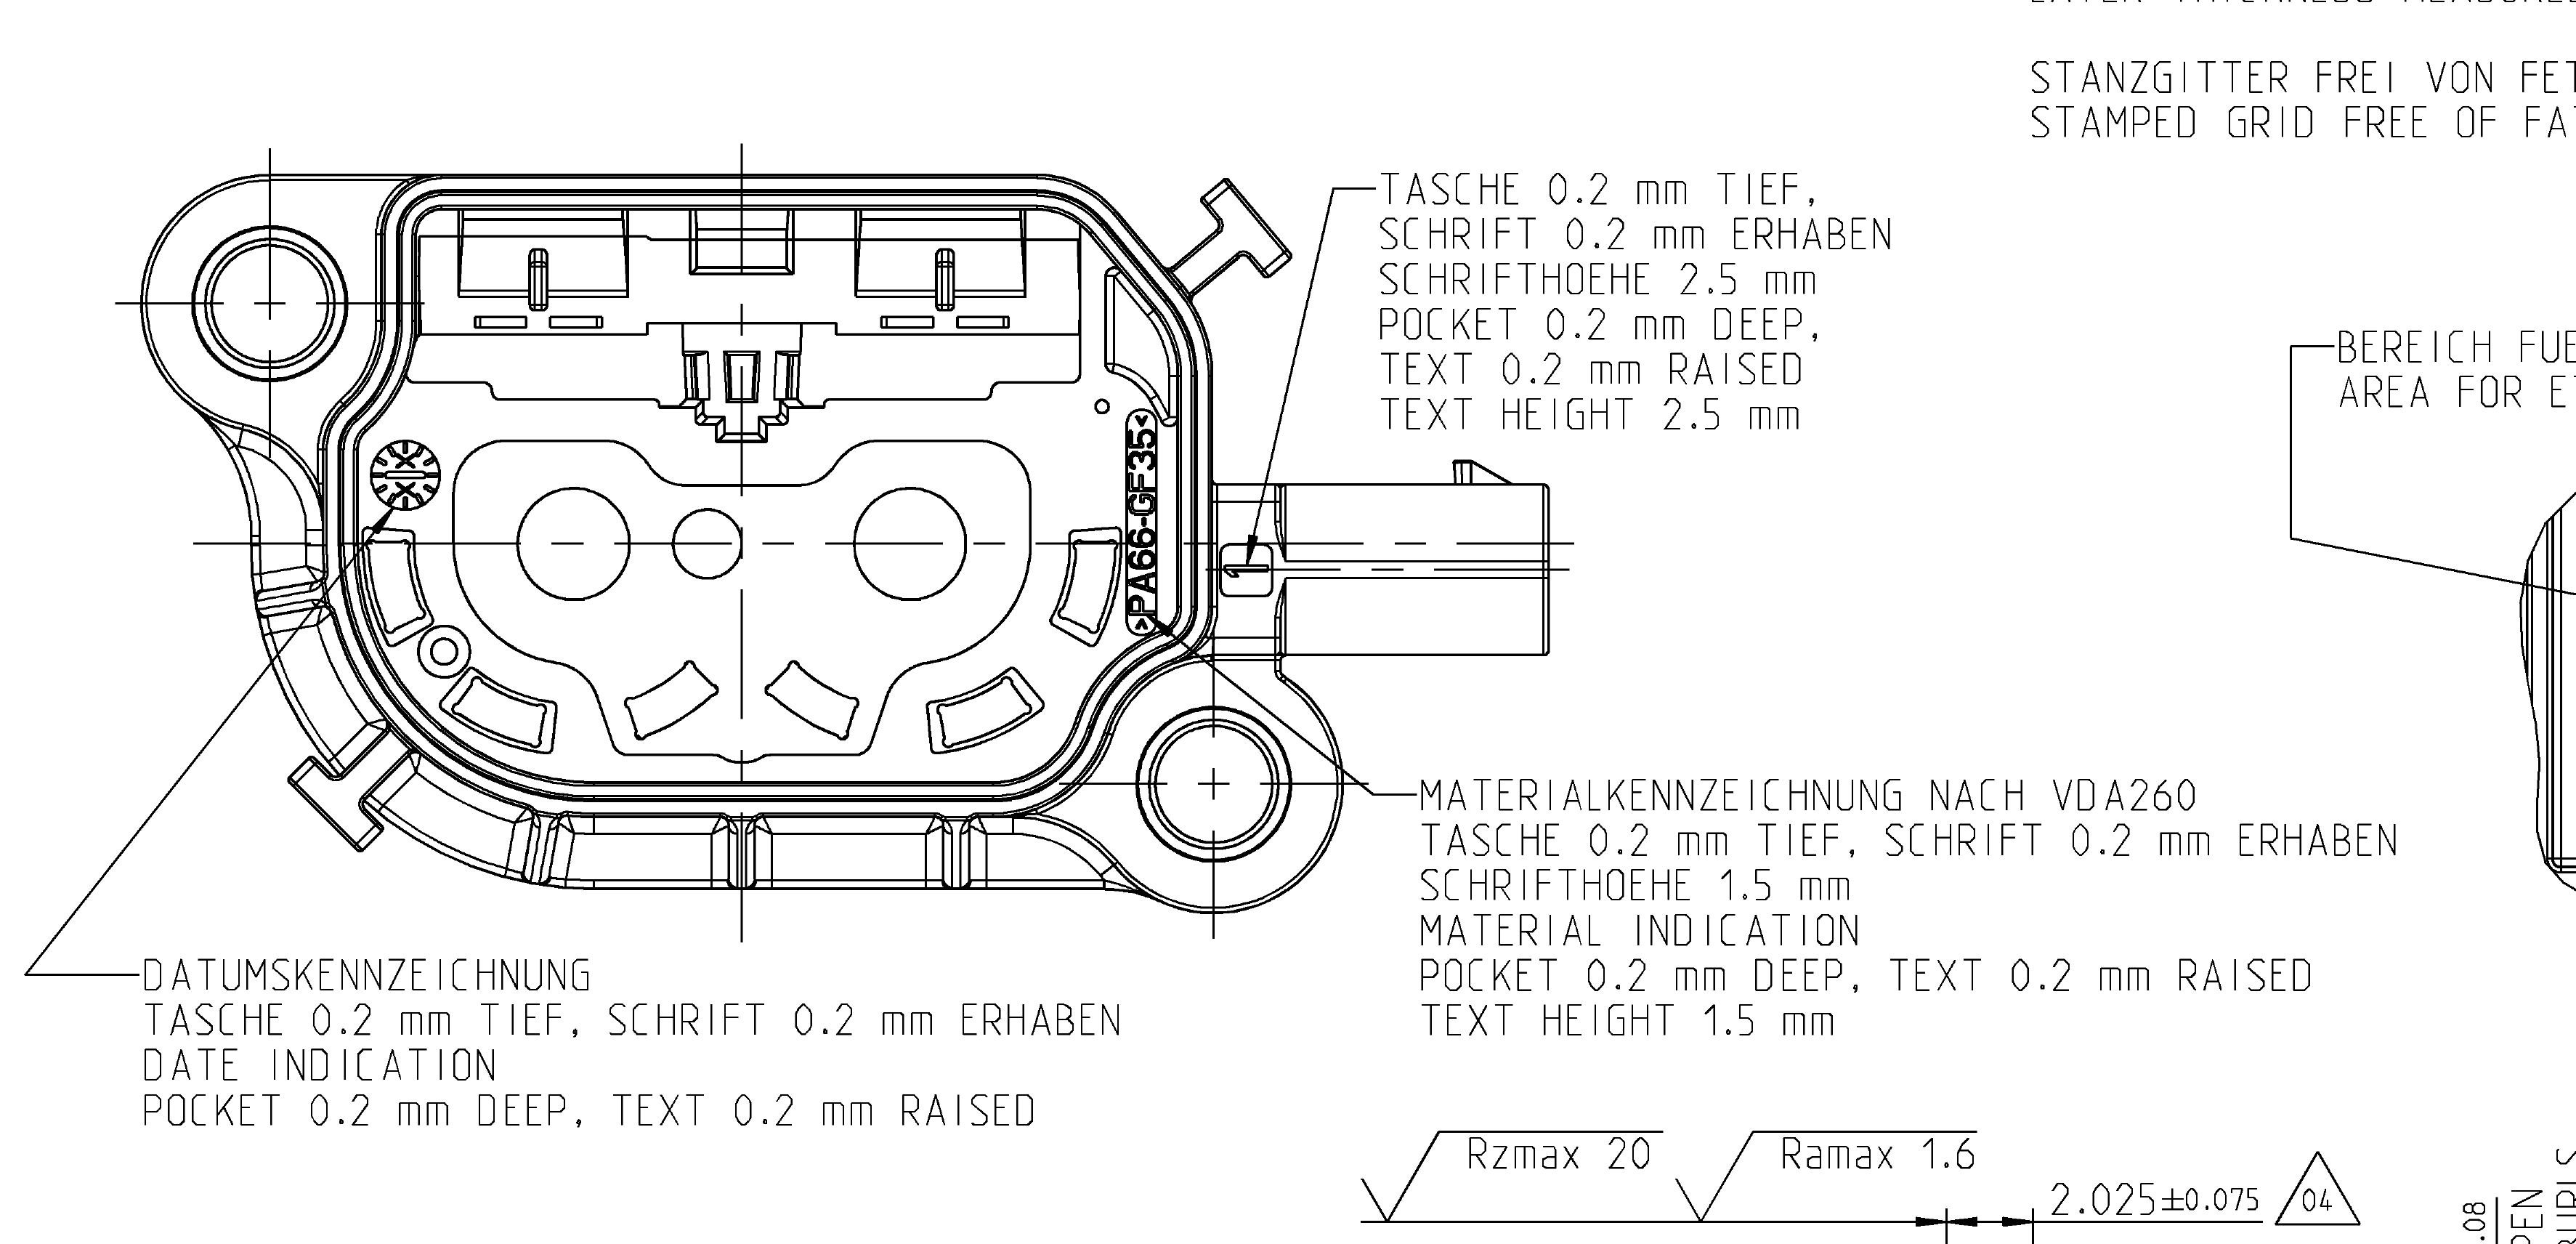 STANZGITTER FREI VON
STAMPED GRID FREE OF
TASCHE 0.2 mm TIEF,
SCHRIFT 0.2 mm ERHABEN
SCHRIFTHOEHE 2.5 mm
POCKET 0.2 mm DEEP,
TEXT 0.2 mm RAISED
TEXT HEIGHT 2.5 mm
BEREICH
AREA FOR
>PA66-GF35<
1
MATERIALKENNZEICHNUNG NACH VDA260
TASCHE 0.2 mm TIEF, SCHRIFT 0.2 mm ERHABEN
SCHRIFTHOEHE 1.5 mm
MATERIAL INDICATION
POCKET 0.2 mm DEEP, TEXT 0.2 mm RAISED
TEXT HEIGHT 1.5 mm
DATUMSKENNZEICHNUNG
TASCHE 0.2 mm TIEF, SCHRIFT 0.2 mm ERHABEN
DATE INDICATION
POCKET 0.2 mm DEEP, TEXT 0.2 mm RAISED
Rzmax 20
Ramax 1.6
2.025±0.075
04